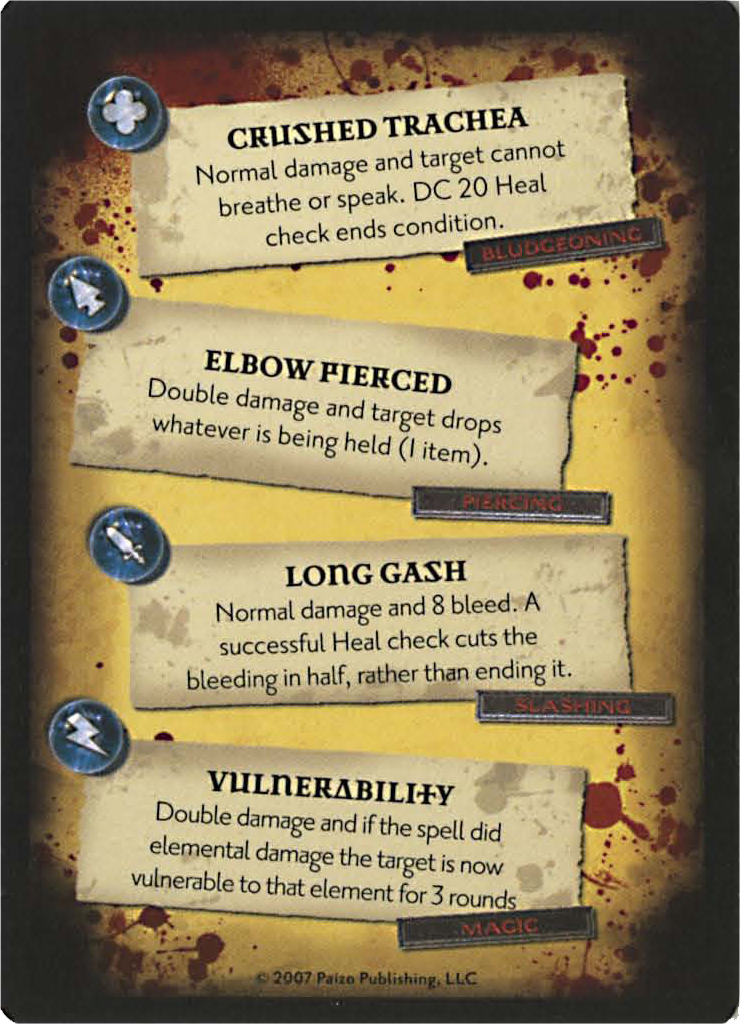 CRUSHED TRACHEA
Normal damage and target cannot
breathe or speak. DC 20 Heal
check ends condition.
BLUDGEONING
ELBOW PIERCED
Double damage and target drops
whatever is being held (1 item).
PIERCING
LONG GASH
Normal damage and 8 bleed. A
successful Heal check cuts the
bleeding in half, rather than ending it.
SLASHING
VULNERABILITY
Double damage and if the spell did
elemental damage the target is now
vulnerable to that element for 3 rounds
MAGIC
© 2007 Paizo Publishing, LLC